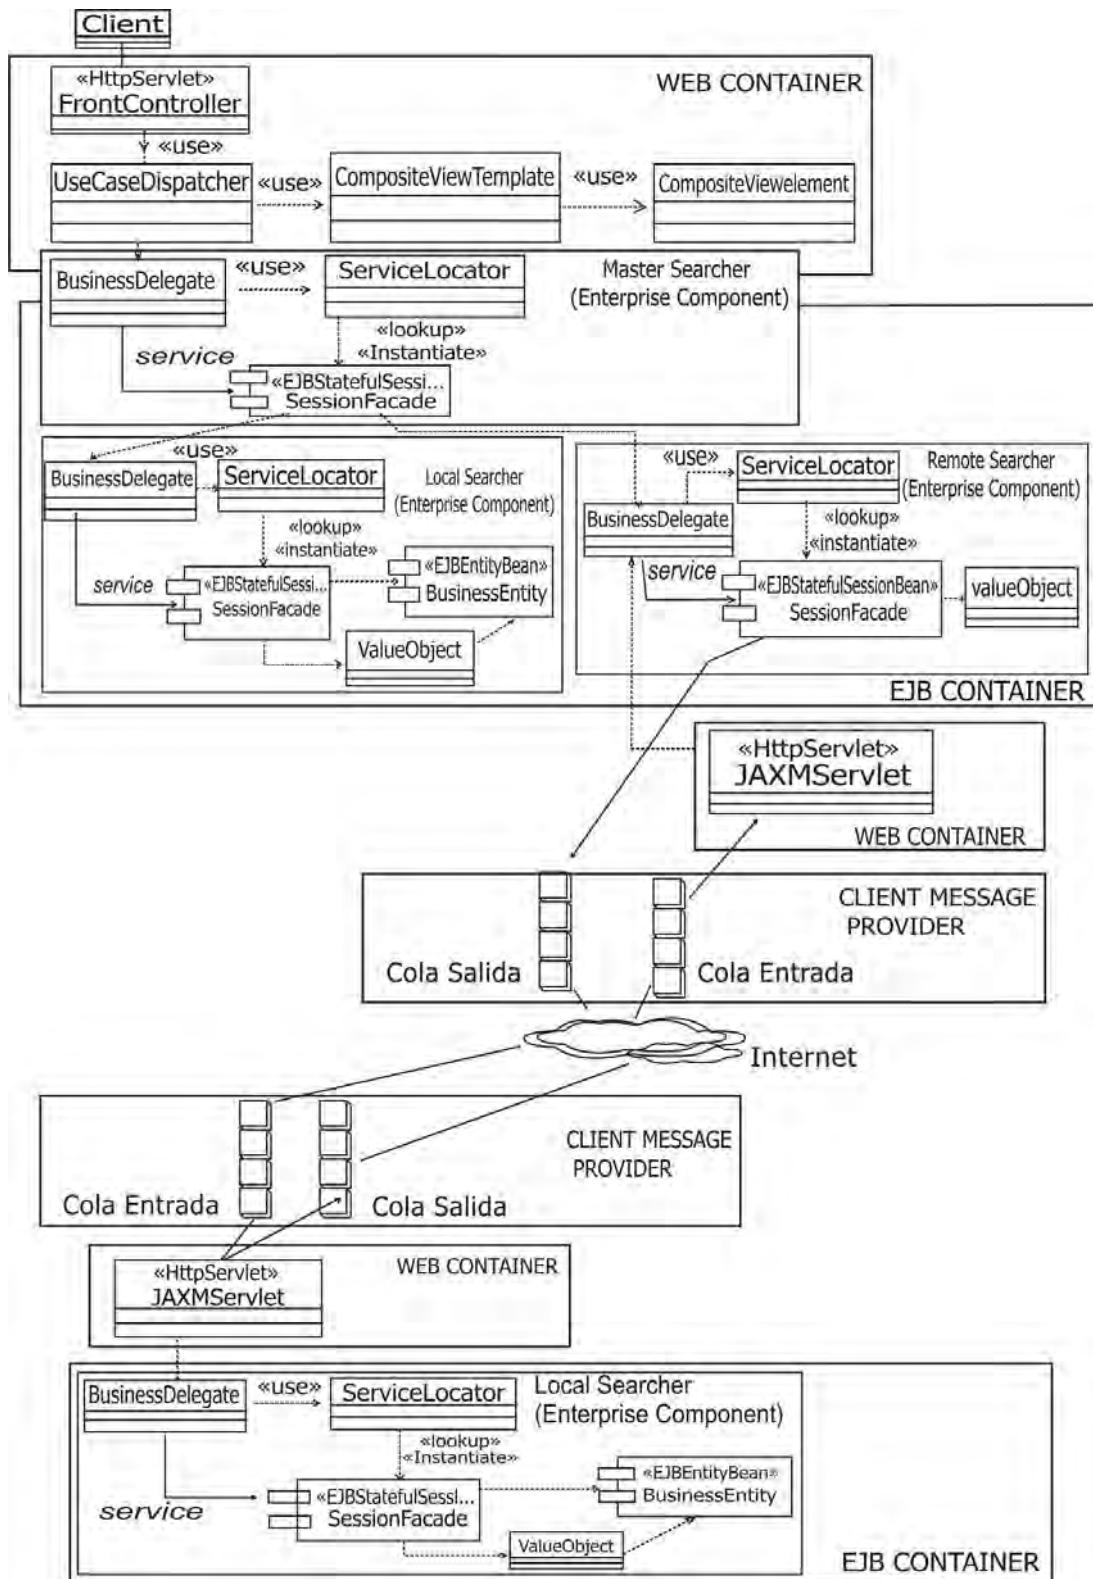 Client
«HttpServlet»
FrontController
WEB CONTAINER
«use»
UseCaseDispatcher
«use»
CompositeViewTemplate
«use»
CompositeViewelement
BusinessDelegate
«use»
ServiceLocator
Master Searcher
(Enterprise Component)
«lookup»
«Instantiate»
service
«EJBStatefulSessi...
SessionFacade
«use»
BusinessDelegate
ServiceLocator
Local Searcher
(Enterprise Component)
«lookup»
«instantiate»
«EJBEntityBean»
BusinessEntity
service
«EJBStatefulSessi...
SessionFacade
ValueObject
«use»
ServiceLocator
Remote Searcher
(Enterprise Component)
BusinessDelegate
«lookup»
«instantiate»
service
«EJBStatefulSessionBean»
SessionFacade
valueObject
EJB CONTAINER
«HttpServlet»
JAXMServlet
WEB CONTAINER
CLIENT MESSAGE
PROVIDER
Cola Salida
Cola Entrada
Internet
CLIENT MESSAGE
PROVIDER
Cola Entrada
Cola Salida
«HttpServlet»
JAXMServlet
WEB CONTAINER
BusinessDelegate
«use»
ServiceLocator
Local Searcher
(Enterprise Component)
«lookup»
«Instantiate»
«EJBEntityBean»
BusinessEntity
service
«EJBStatefulSessI...
SessionFacade
ValueObject
EJB CONTAINER